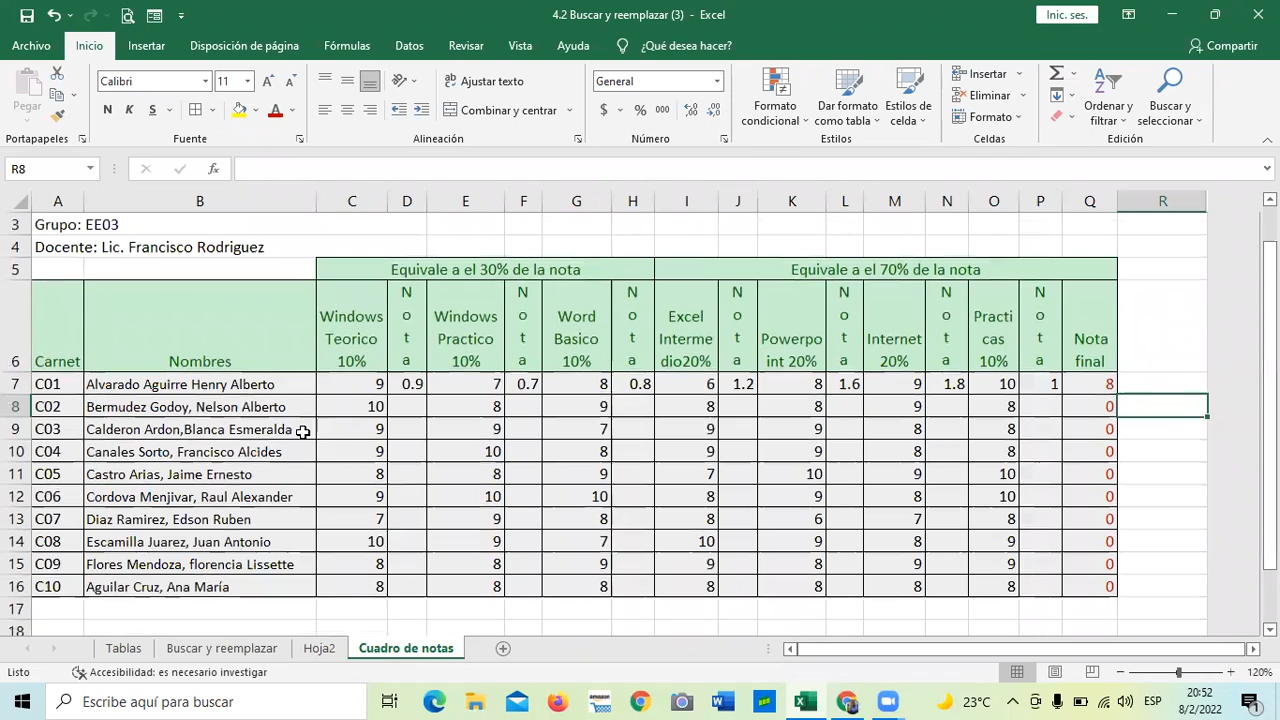 4.2 Buscar y reemplazar (3) - Excel
Inic. ses.
Archivo Inicio Insertar Disposición de página Fórmulas Datos Revisar Vista Ayuda ¿Qué desea hacer? Compartir
Pegar
Calibri 11
N K S
Ajustar texto
Combinar y centrar
General
$ % 000
Formato condicional
Dar formato como tabla
Estilos de celda
Insertar
Eliminar
Formato
Ordenar y filtrar
Buscar y seleccionar
Portapapeles Fuente Alineación Número Estilos Celdas Edición
R8 fx
A B C D E F G H I J K L M N O P Q R
3 Grupo: EE03
4 Docente: Lic. Francisco Rodriguez
5 Equivale a el 30% de la nota Equivale a el 70% de la nota
6 Carnet Nombres Windows Teorico 10% Nota Windows Practico 10% Nota Word Basico 10% Nota Excel Intermedio20% Nota Powerpoint 20% Nota Internet 20% Nota Practicas 10% Nota Nota final
7 C01 Alvarado Aguirre Henry Alberto 9 0.9 7 0.7 8 0.8 6 1.2 8 1.6 9 1.8 10 1 8
8 C02 Bermudez Godoy, Nelson Alberto 10 8 9 8 8 9 8 0
9 C03 Calderon Ardon,Blanca Esmeralda 9 9 7 9 9 8 9 0
10 C04 Canales Sorto, Francisco Alcides 9 10 8 9 9 8 8 0
11 C05 Castro Arias, Jaime Ernesto 8 8 9 7 10 9 10 0
12 C06 Cordova Menjivar, Raul Alexander 9 10 10 8 9 8 10 0
13 C07 Diaz Ramirez, Edson Ruben 7 9 8 8 6 7 8 0
14 C08 Escamilla Juarez, Juan Antonio 10 9 7 10 9 8 9 0
15 C09 Flores Mendoza, florencia Lissette 8 8 9 9 8 9 9 0
16 C10 Aguilar Cruz, Ana María 8 8 8 8 8 8 8 0
17
18
Tablas Buscar y reemplazar Hoja2 Cuadro de notas
Listo Accesibilidad: es necesario investigar 120%
Escribe aquí para buscar
amazon
23°C
ESP
20:52
8/2/2022
1